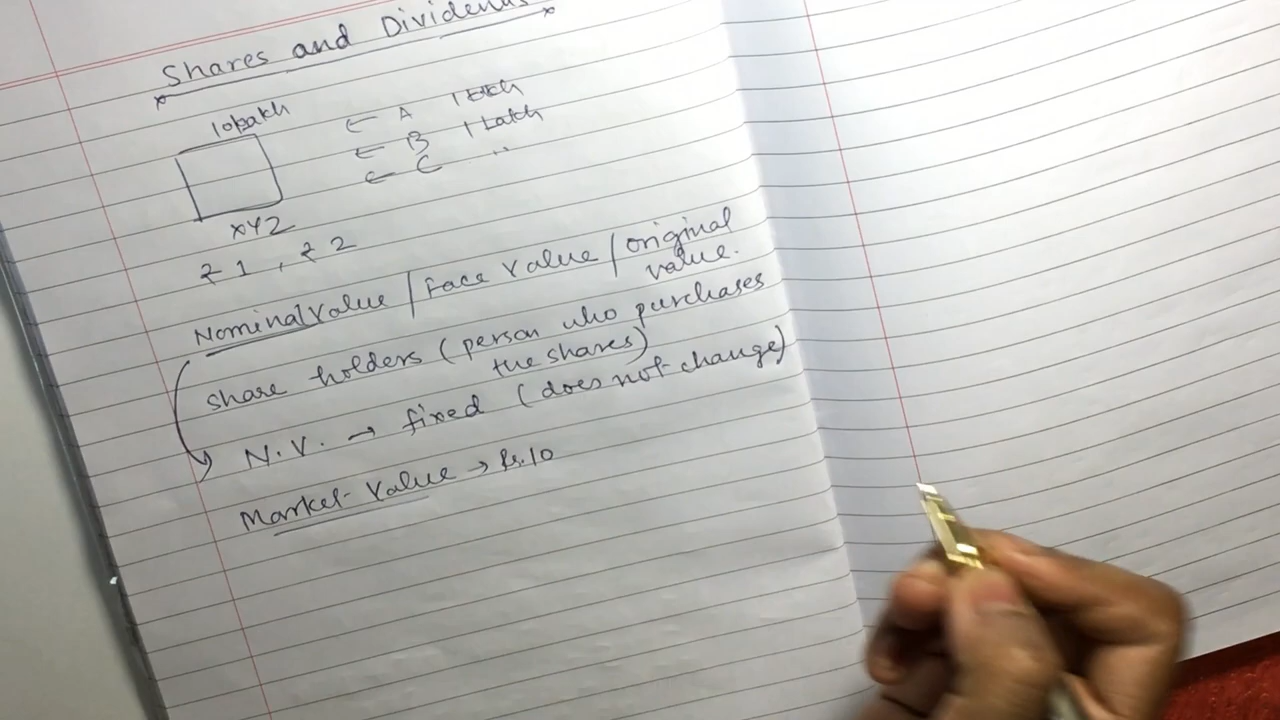 Shares and Dividends
10 Lakh
← A 1 Lakh
← B 1 Lakh
← C "
XYZ
₹ 1 , ₹ 2
Nominal Value / Face Value / original
value.
Share holders ( person who purchases
the shares)
N.V. → fixed (does not change)
Market Value → Rs.10